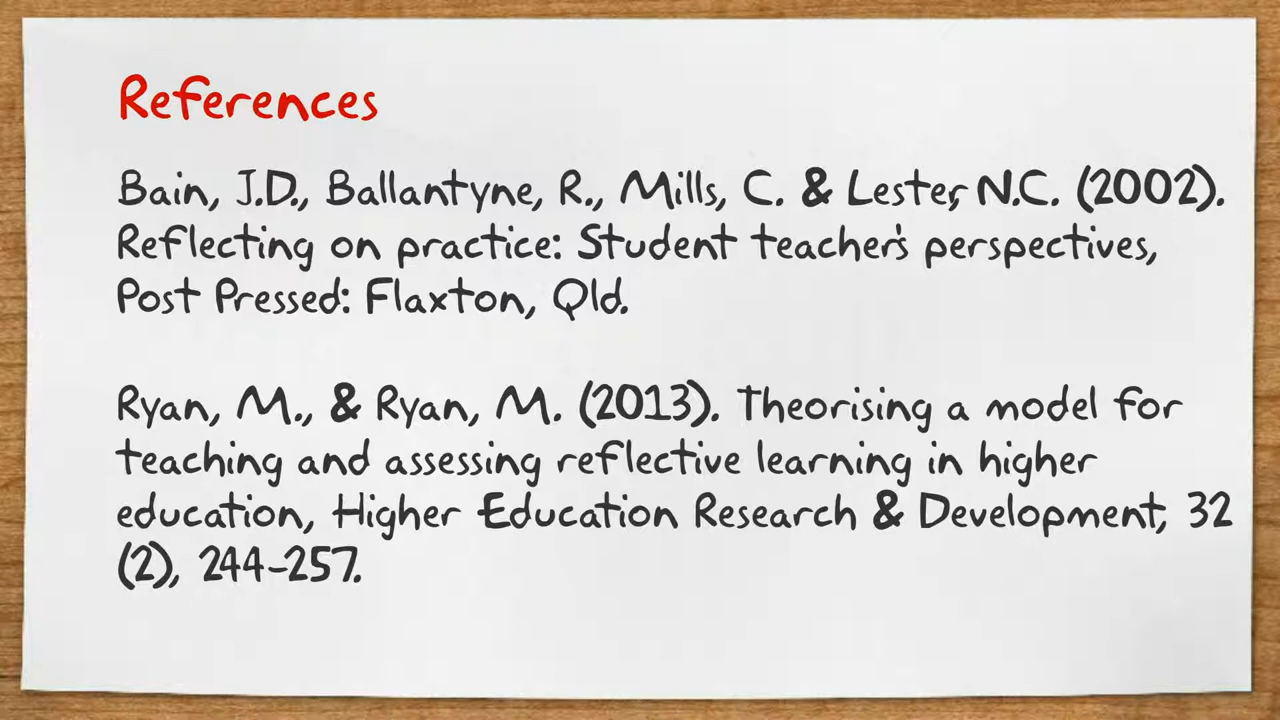 References
Bain, J.D., Ballantyne, R., Mills, C. & Lester, N.C. (2002).
Reflecting on practice: Student teacher's perspectives,
Post Pressed: Flaxton, Qld.
Ryan, M., & Ryan, M. (2013). Theorising a model for
teaching and assessing reflective learning in higher
education, Higher Education Research & Development, 32
(2), 244-257.